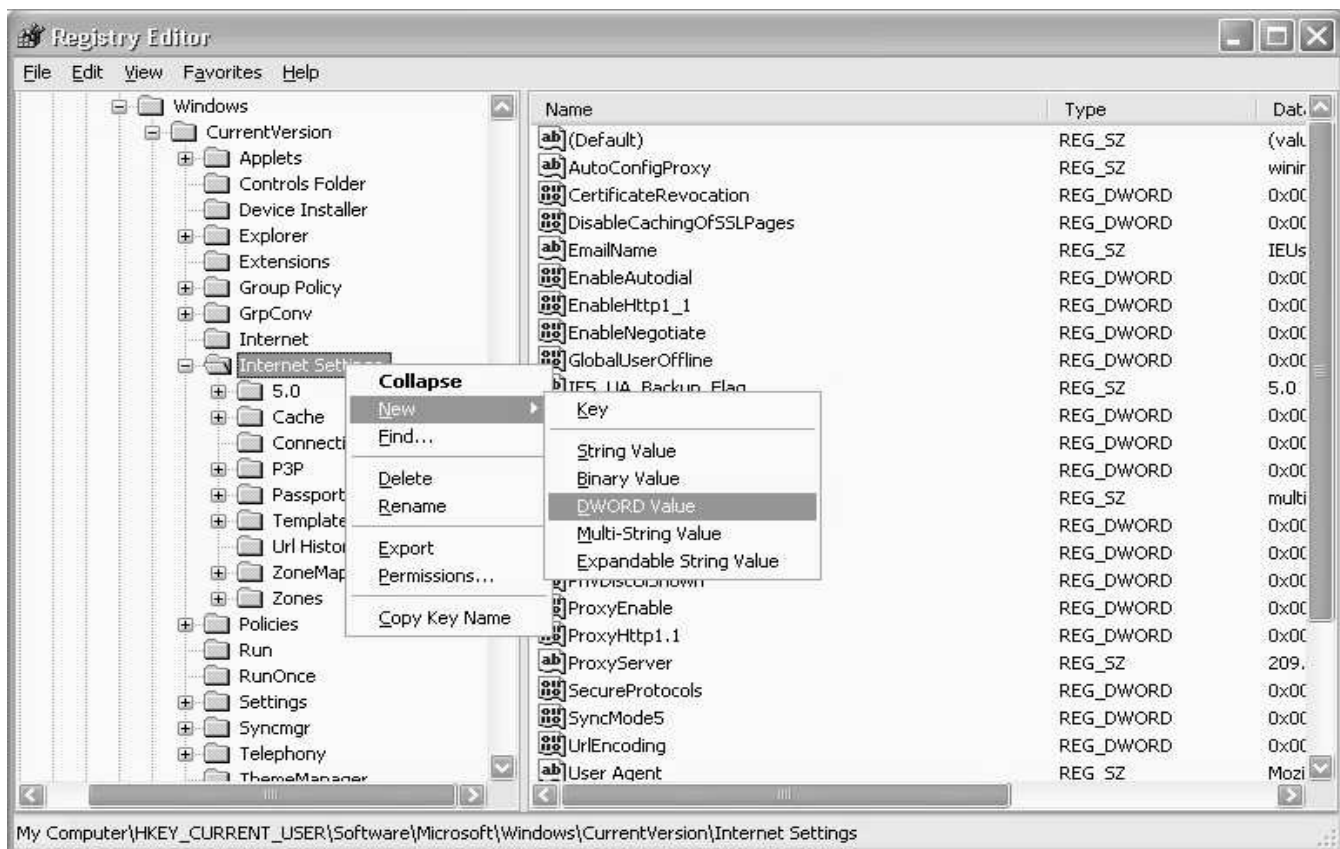 Registry Editor
File Edit View Favorites Help
Windows
CurrentVersion
Applets
Controls Folder
Device Installer
Explorer
Extensions
Group Policy
GrpConv
Internet
Internet
5.0
Cache
P3P
Url
Zones
Policies
Run
RunOnce
Settings
Syncmgr
Telephony
ThemeManager
Collapse
New
Find...
Delete
Rename
Export
Permissions...
Copy Key Name
Key
String Value
Binary Value
DWORD Value
Multi-String Value
Expandable String Value
Name Type
(Default) REG_SZ
AutoConfigProxy REG_SZ
CertificateRevocation REG_DWORD
DisableCachingOfSSLPages REG_DWORD
EmailName REG_SZ
EnableAutodial REG_DWORD
EnableHttp1_1 REG_DWORD
EnableNegotiate REG_DWORD
GlobalUserOffline REG_DWORD
IE5_UA_Backup_Flag REG_SZ 5.0
REG_DWORD
REG_DWORD
REG_DWORD
REG_SZ
REG_DWORD
REG_DWORD
REG_DWORD
ProxyEnable REG_DWORD
ProxyHttp1.1 REG_DWORD
ProxyServer REG_SZ 209.
SecureProtocols REG_DWORD
SyncMode5 REG_DWORD
UrlEncoding REG_DWORD
User Agent REG_SZ
My Computer\HKEY_CURRENT_USER\Software\Microsoft\Windows\CurrentVersion\Internet Settings